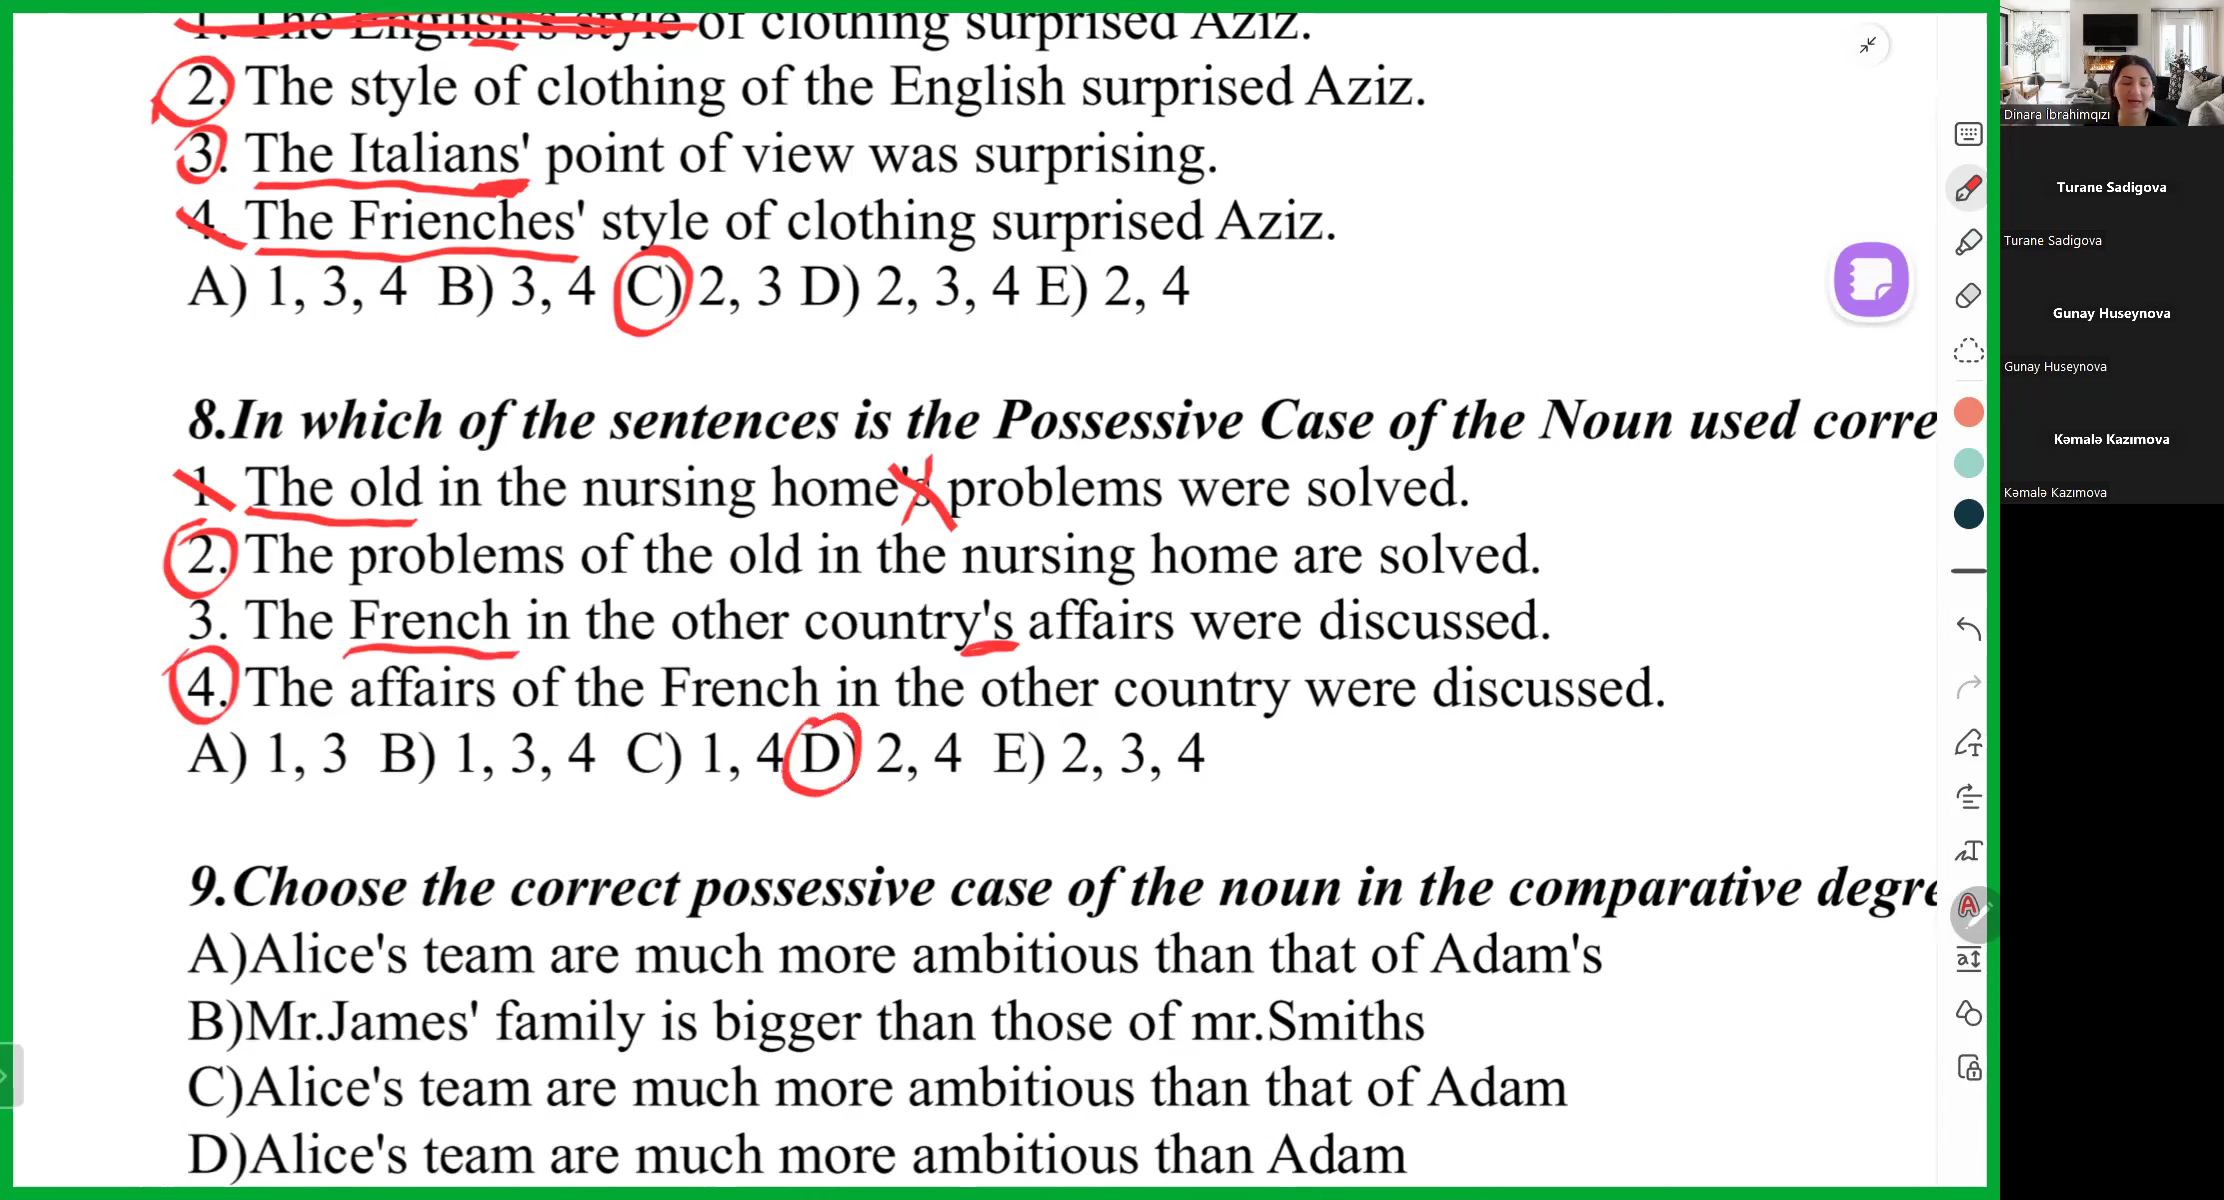 1. The English's style of clothing surprised Aziz.
2. The style of clothing of the English surprised Aziz.
3. The Italians' point of view was surprising.
4. The Frienches' style of clothing surprised Aziz.
A) 1, 3, 4 B) 3, 4 C) 2, 3 D) 2, 3, 4 E) 2, 4
8.In which of the sentences is the Possessive Case of the Noun used corre
1. The old in the nursing home's problems were solved.
2. The problems of the old in the nursing home are solved.
3. The French in the other country's affairs were discussed.
4. The affairs of the French in the other country were discussed.
A) 1, 3 B) 1, 3, 4 C) 1, 4 D) 2, 4 E) 2, 3, 4
9.Choose the correct possessive case of the noun in the comparative degre
A)Alice's team are much more ambitious than that of Adam's
B)Mr.James' family is bigger than those of mr.Smiths
C)Alice's team are much more ambitious than that of Adam
D)Alice's team are much more ambitious than Adam
Dinara İbrahimqızı
Turane Sadigova
Turane Sadigova
Gunay Huseynova
Gunay Huseynova
Kəmalə Kazımova
Kəmalə Kazımova